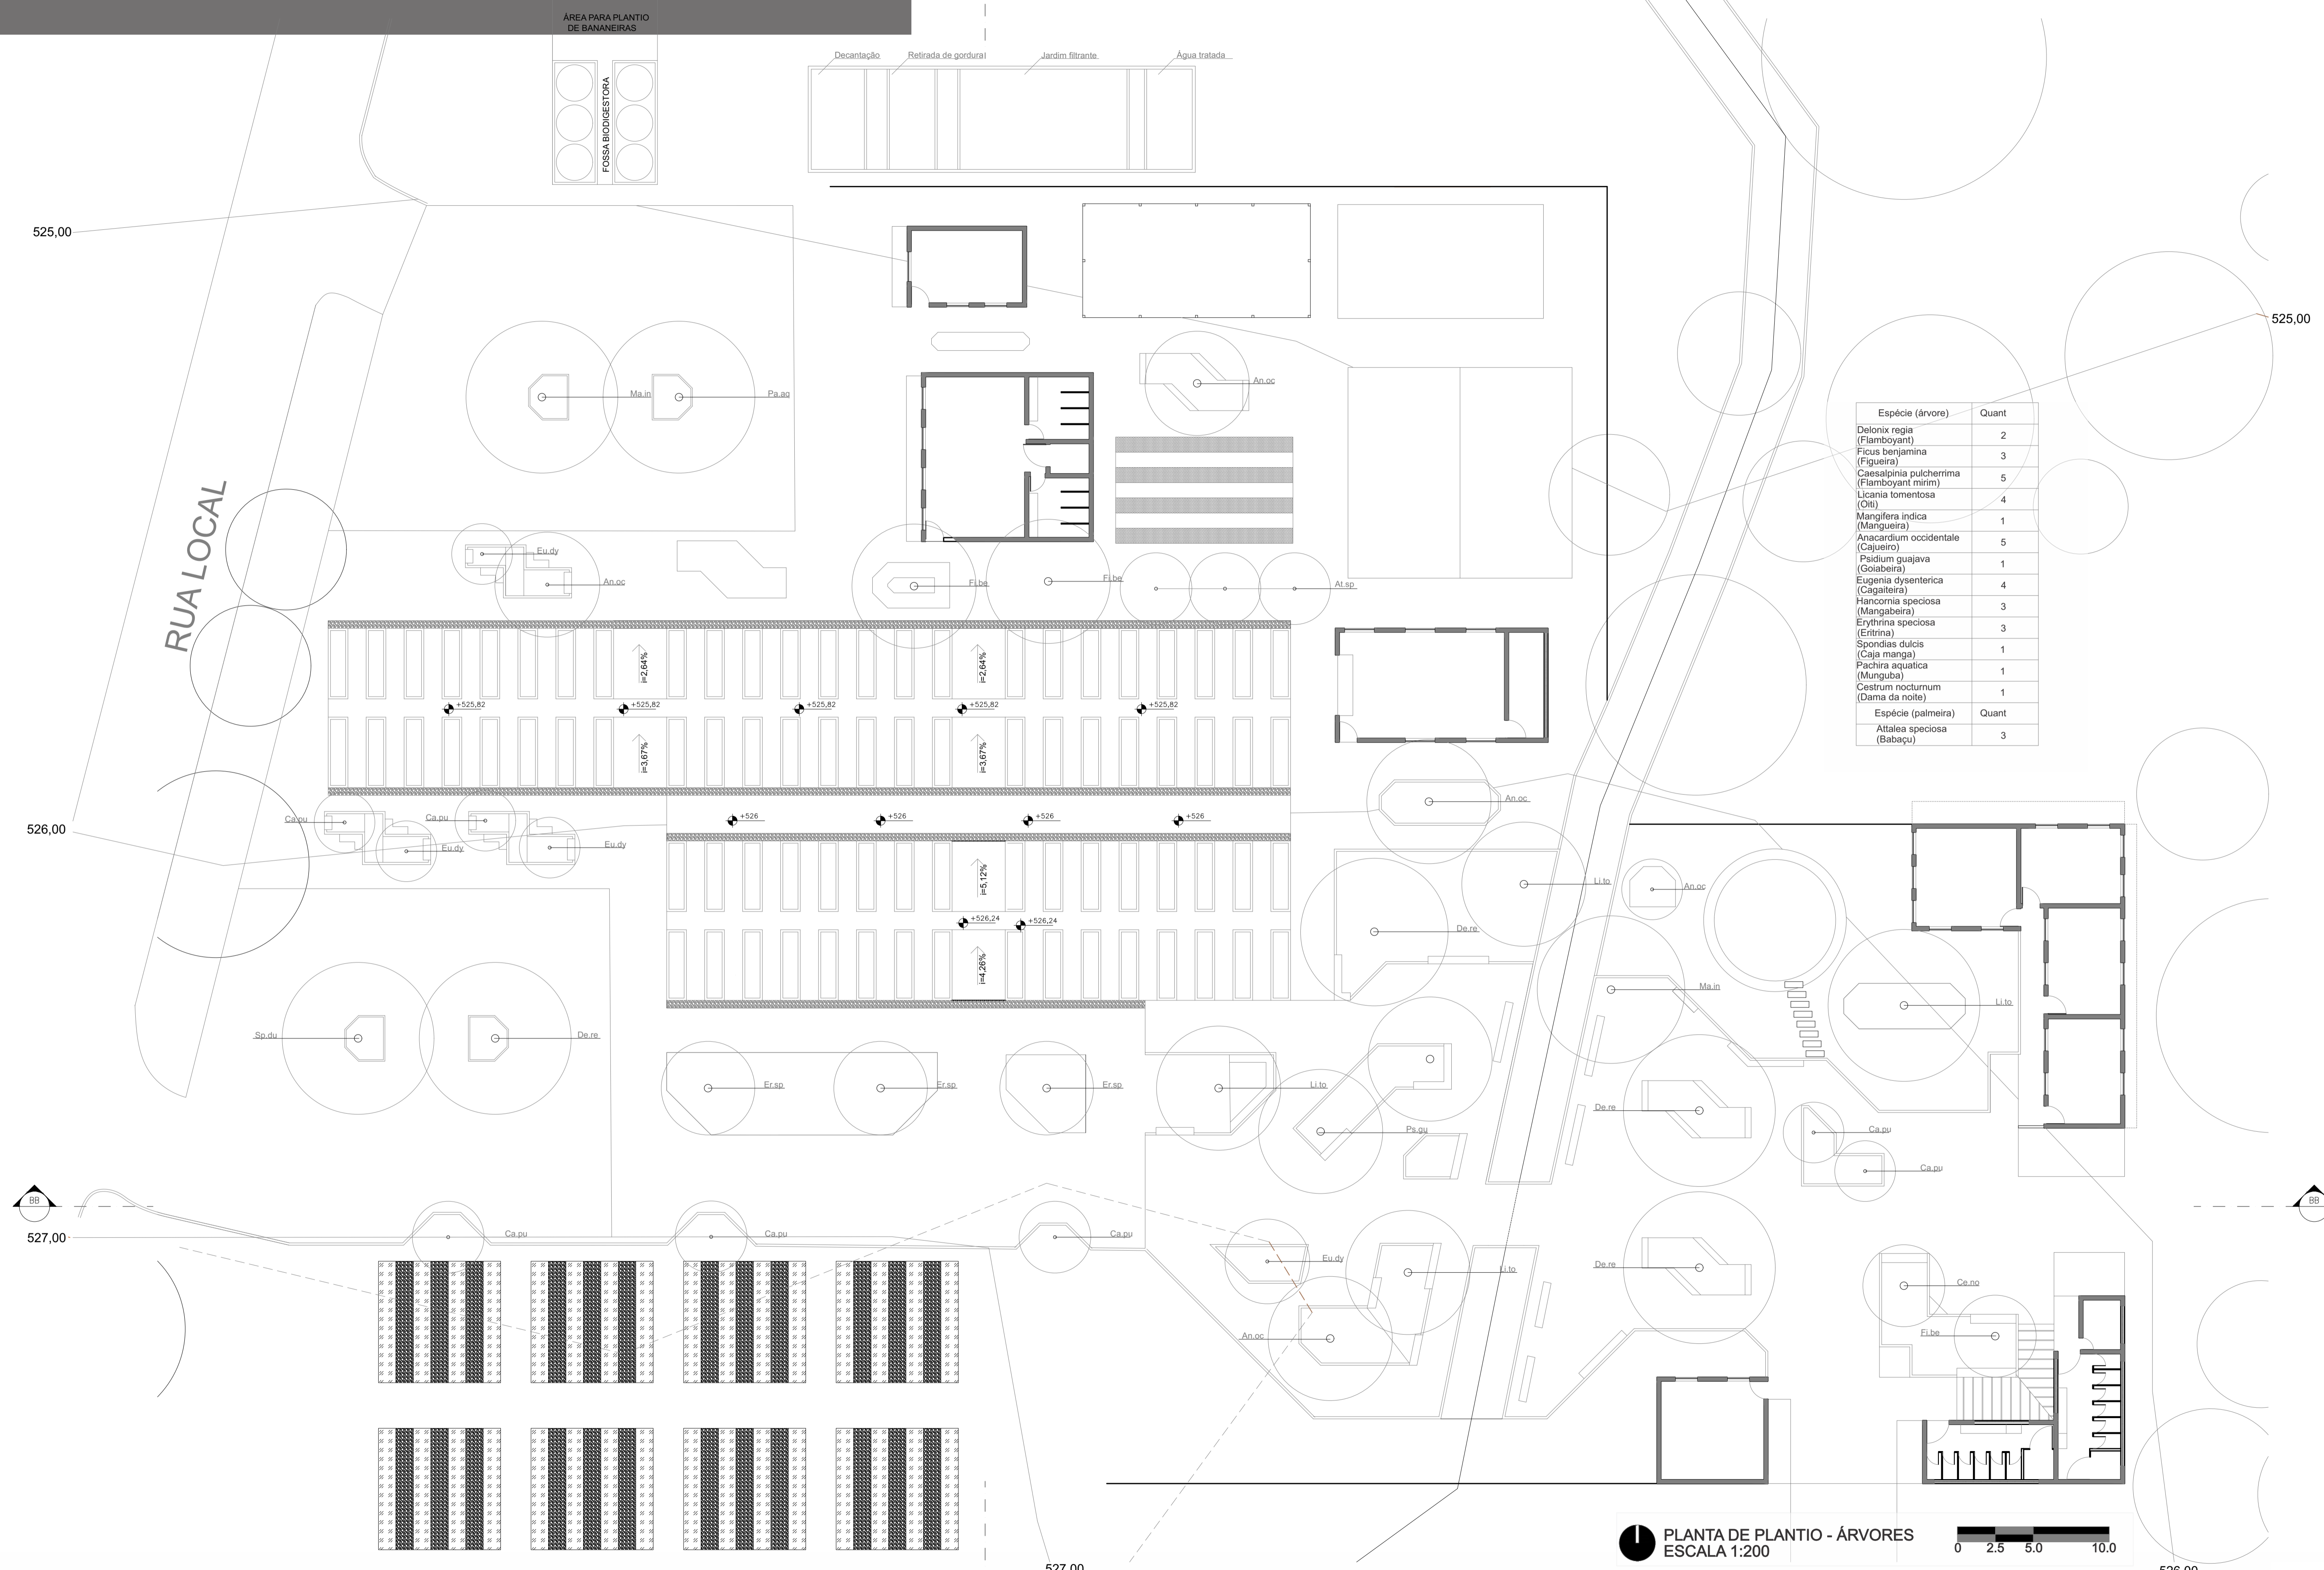 ÁREA PARA PLANTIO
DE BANANEIRAS
FOSSA BIODIGESTORA
Decantação
Retirada de gordura
Jardim filtrante
Água tratada
525,00
525,00
RUA LOCAL
Ma.in
Pa.aq
An.oc
Eu.dy
An.oc
Fi.be
Fi.be
At.sp
Espécie (árvore) Quant
Delonix regia
(Flamboyant) 2
Ficus benjamina
(Figueira) 3
Caesalpinia pulcherrima
(Flamboyant mirim) 5
Licania tomentosa
(Oiti) 4
Mangifera indica
(Mangueira) 1
Anacardium occidentale
(Cajueiro) 5
Psidium guajava
(Goiabeira) 1
Eugenia dysenterica
(Cagaiteira) 4
Hancornia speciosa
(Mangabeira) 3
Erythrina speciosa
(Eritrina) 3
Spondias dulcis
(Caja manga) 1
Pachira aquatica
(Munguba) 1
Cestrum nocturnum
(Dama da noite) 1
Espécie (palmeira) Quant
Attalea speciosa
(Babaçu) 3
i=2,64%
i=2,64%
+525,82
+525,82
+525,82
+525,82
+525,82
i=3,67%
i=3,67%
An.oc
526,00
Ca.pu
Eu.dy
Ca.pu
Eu.dy
+526
+526
+526
+526
i=5,12%
+526,24
+526,24
i=4,26%
Li.to
An.oc
De.re
Ma.in
Li.to
Sp.du
De.re
Er.sp
Er.sp
Er.sp
Li.to
Ps.gu
De.re
Ca.pu
Ca.pu
BB
BB
527,00
Ca.pu
Ca.pu
Ca.pu
Eu.dy
Li.to
An.oc
De.re
Ce.no
Fi.be
PLANTA DE PLANTIO - ÁRVORES
ESCALA 1:200
0 2.5 5.0 10.0
527,00
526,00